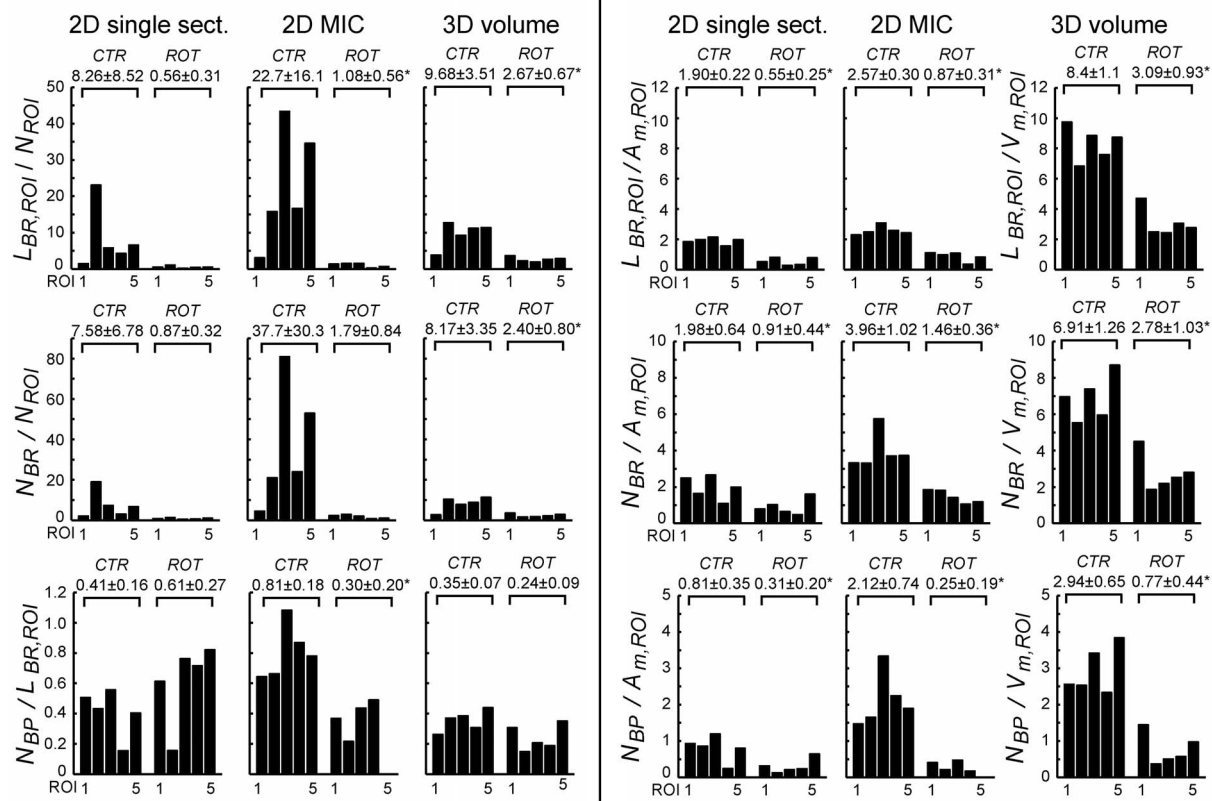 2D single sect. 2D MIC 3D volume
CTR ROT CTR ROT CTR ROT
8.26±8.52 0.56±0.31 22.7±16.1 1.08±0.56* 9.68±3.51 2.67±0.67*
L_BR,ROI / N_ROI
50
40
30
20
10
0
ROI 1 5 1 5 1 5 1 5 1 5 1 5
CTR ROT CTR ROT CTR ROT
7.58±6.78 0.87±0.32 37.7±30.3 1.79±0.84 8.17±3.35 2.40±0.80*
N_BR / N_ROI
80
60
40
20
0
ROI 1 5 1 5 1 5
CTR ROT CTR ROT CTR ROT
0.41±0.16 0.61±0.27 0.81±0.18 0.30±0.20* 0.35±0.07 0.24±0.09
N_BP / L_BR,ROI
1.2
1.0
0.8
0.6
0.4
0.2
0
ROI 1 5 1 5 1 5
2D single sect. 2D MIC 3D volume
CTR ROT CTR ROT CTR ROT
1.90±0.22 0.55±0.25* 2.57±0.30 0.87±0.31* 8.4±1.1 3.09±0.93*
L_BR,ROI / A_m,ROI
12
10
8
6
4
2
0
ROI 1 5 1 5 1 5
L_BR,ROI / V_m,ROI
12
10
8
6
4
2
0
1 5 1 5
CTR ROT CTR ROT CTR ROT
1.98±0.64 0.91±0.44* 3.96±1.02 1.46±0.36* 6.91±1.26 2.78±1.03*
N_BR / A_m,ROI
10
8
6
4
2
0
ROI 1 5 1 5
N_BR / V_m,ROI
10
8
6
4
2
0
1 5 1 5
CTR ROT CTR ROT CTR ROT
0.81±0.35 0.31±0.20* 2.12±0.74 0.25±0.19* 2.94±0.65 0.77±0.44*
N_BP / A_m,ROI
5
4
3
2
1
0
ROI 1 5 1 5
N_BP / V_m,ROI
5
4
3
2
1
0
1 5 1 5